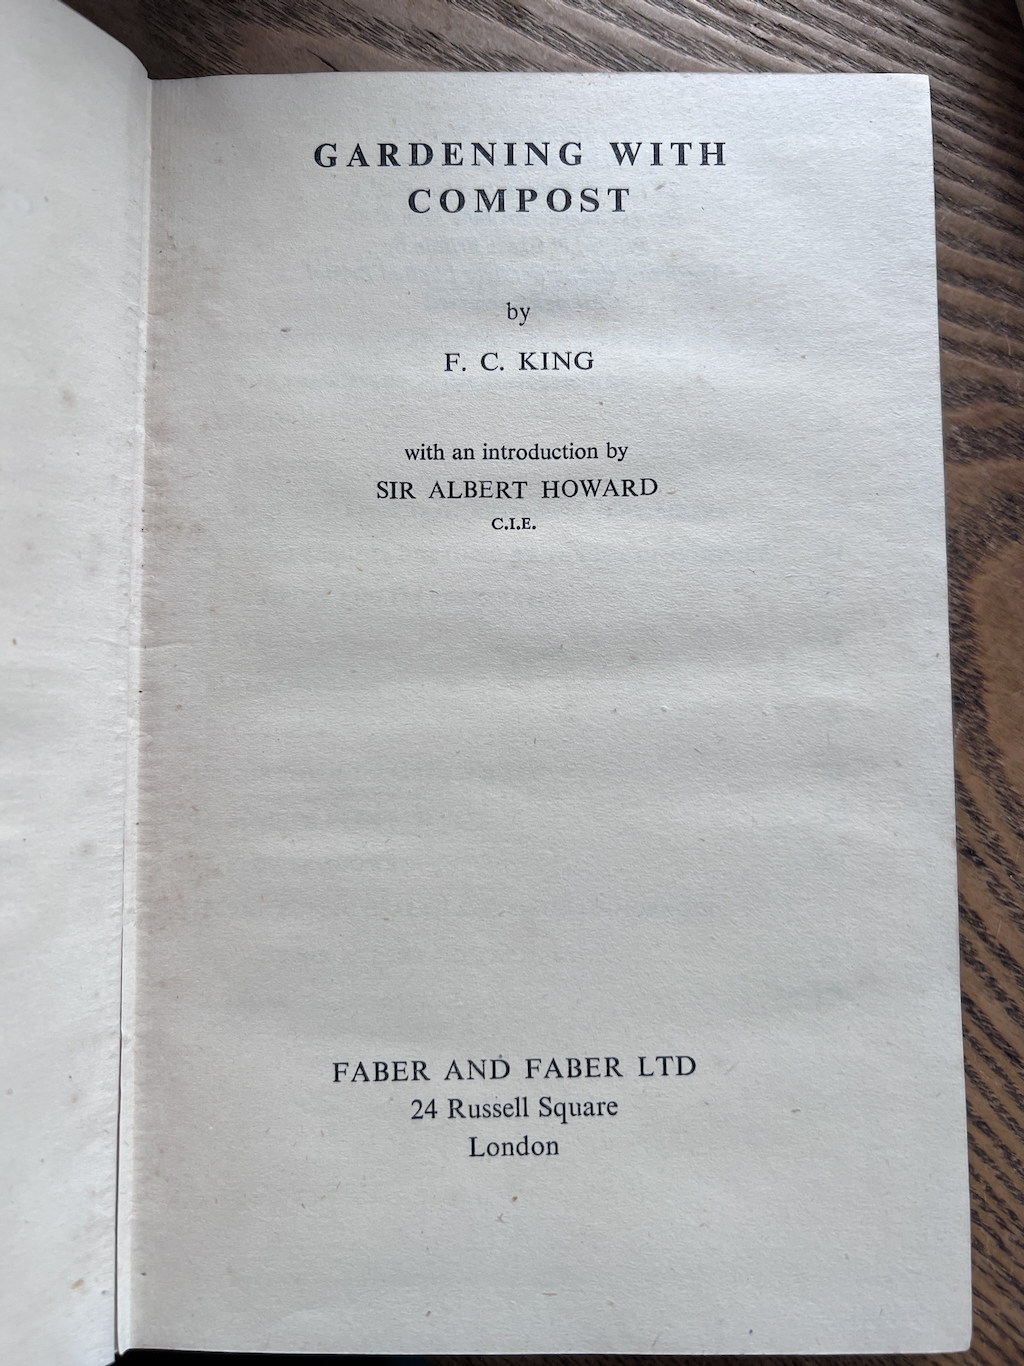 GARDENING WITH
COMPOST
by
F. C. KING
with an introduction by
SIR ALBERT HOWARD
C.I.E.
FABER AND FABER LTD
24 Russell Square
London